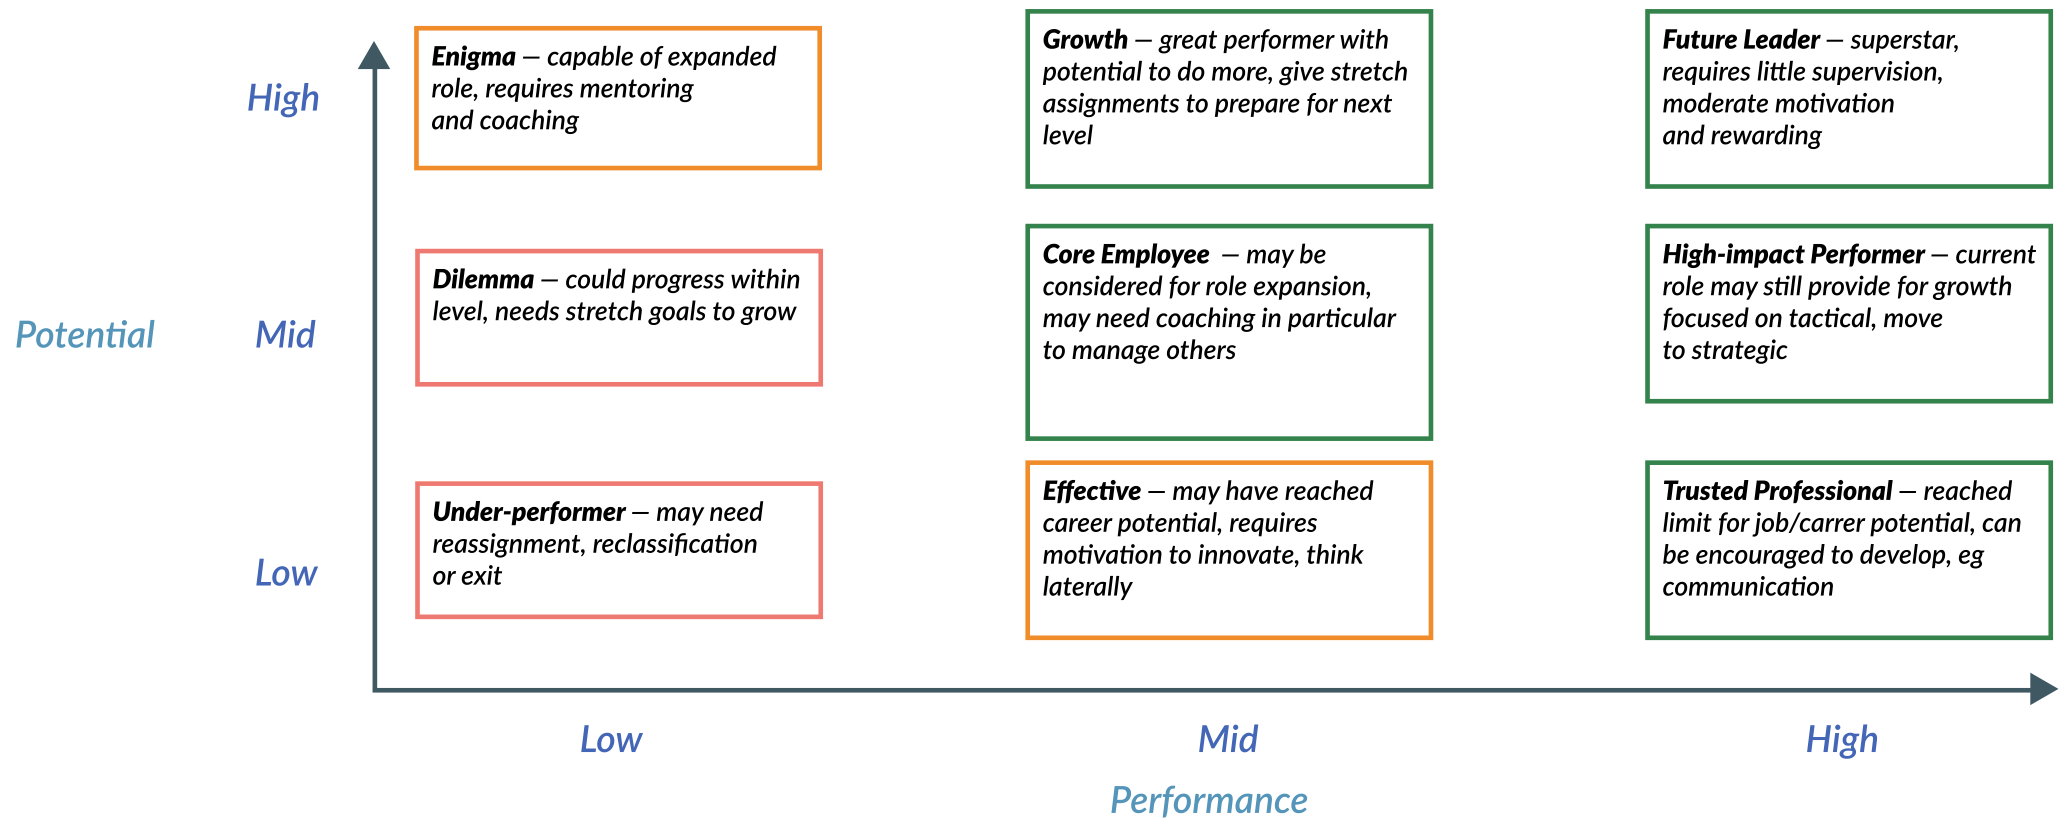 High
Enigma — capable of expanded
role, requires mentoring
and coaching
Growth — great performer with
potential to do more, give stretch
assignments to prepare for next
level
Future Leader — superstar,
requires little supervision,
moderate motivation
and rewarding
Potential
Mid
Dilemma — could progress within
level, needs stretch goals to grow
Core Employee — may be
considered for role expansion,
may need coaching in particular
to manage others
High-impact Performer — current
role may still provide for growth
focused on tactical, move
to strategic
Low
Under-performer — may need
reassignment, reclassification
or exit
Effective — may have reached
career potential, requires
motivation to innovate, think
laterally
Trusted Professional — reached
limit for job/carrer potential, can
be encouraged to develop, eg
communication
Low
Mid
High
Performance